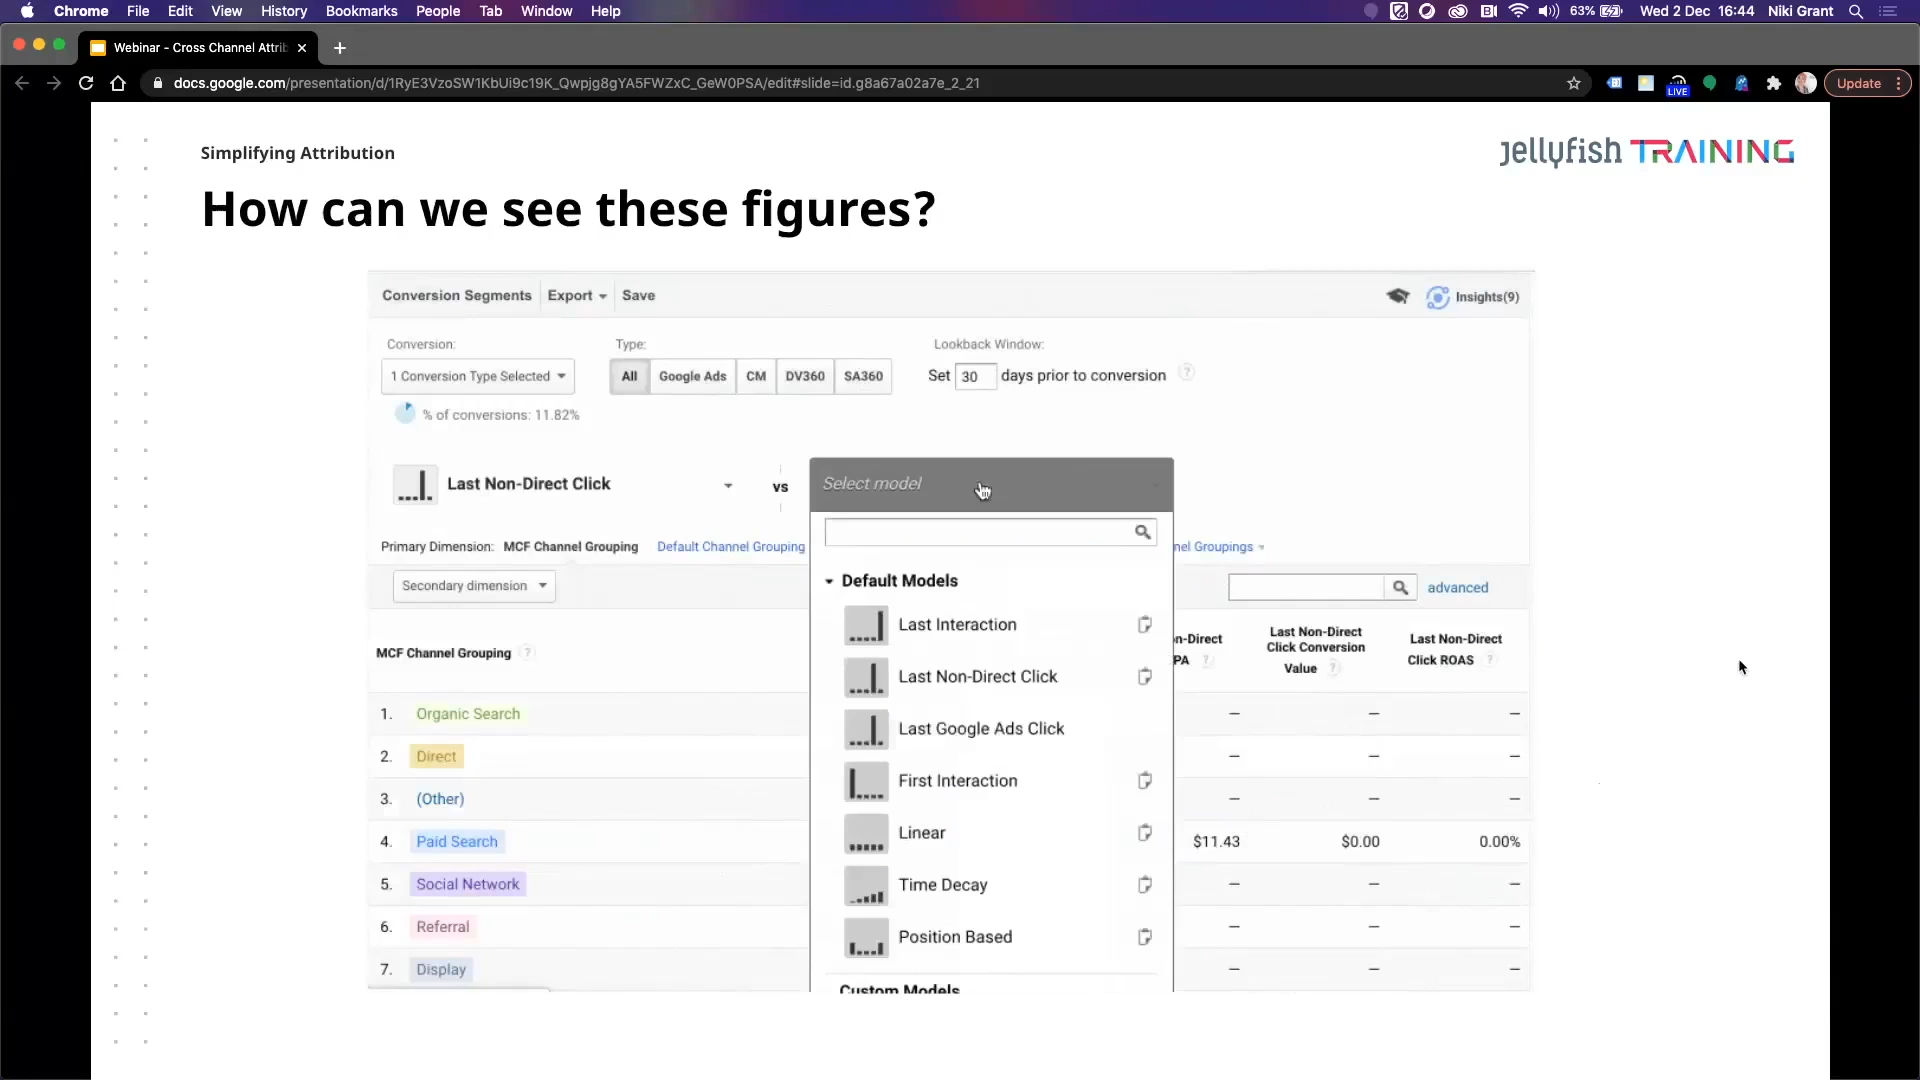 Chrome File Edit View History Bookmarks People Tab Window Help 63% Wed 2 Dec 16:44 Niki Grant
Webinar - Cross Channel Attrib
docs.google.com/presentation/d/1RyE3VzoSW1KbUi9c19K_Qwpjg8gYA5FWZxC_GeW0PSA/edit#slide=id.g8a67a02a7e_2_21
LIVE
Update
Simplifying Attribution
jellyfish TRAINING
How can we see these figures?
Conversion Segments Export Save
Insights(9)
Conversion: Type: Lookback Window:
1 Conversion Type Selected All Google Ads CM DV360 SA360 Set 30 days prior to conversion ?
% of conversions: 11.82%
Last Non-Direct Click vs Select model
Primary Dimension: MCF Channel Grouping Default Channel Grouping nel Groupings
Secondary dimension
advanced
Default Models
Last Interaction
Last Non-Direct Click
Last Google Ads Click
First Interaction
Linear
Time Decay
Position Based
Custom Models
MCF Channel Grouping ?
n-Direct
PA ?
Last Non-Direct
Click Conversion
Value ?
Last Non-Direct
Click ROAS ?
1. Organic Search – – –
2. Direct – – –
3. (Other) – – –
4. Paid Search $11.43 $0.00 0.00%
5. Social Network – – –
6. Referral – – –
7. Display – – –